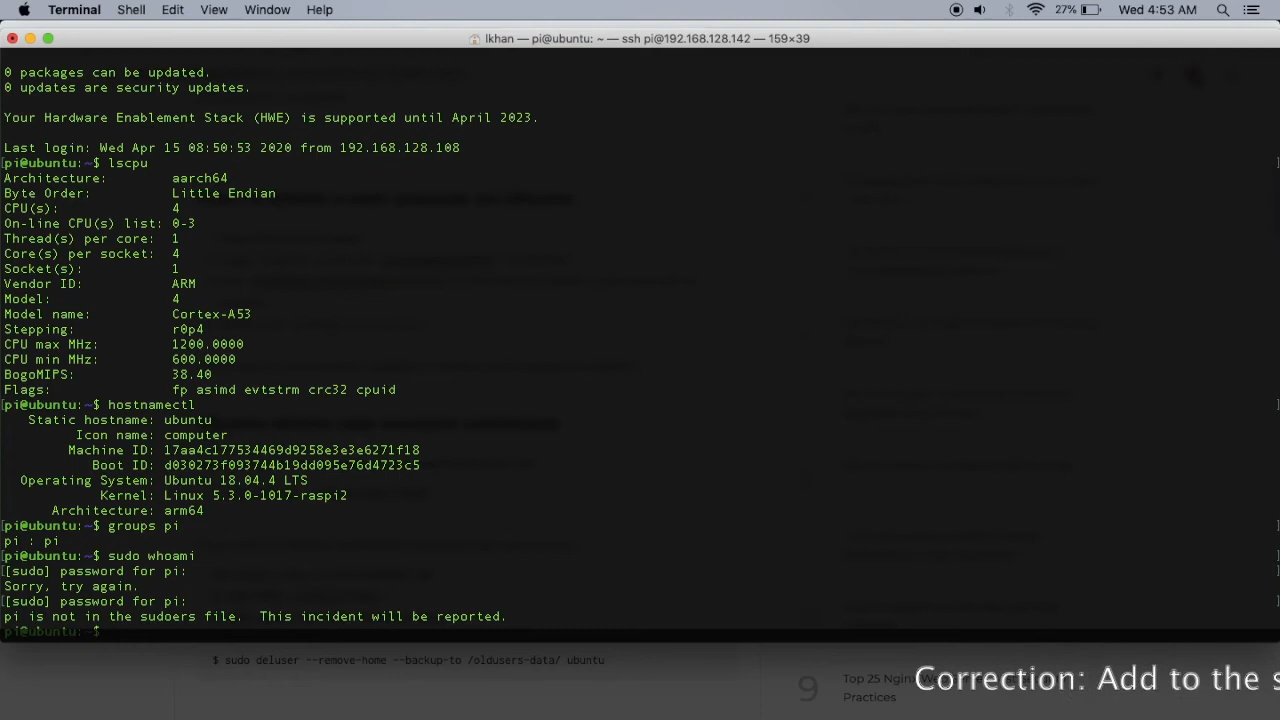 Terminal Shell Edit View Window Help 27% Wed 4:53 AM
lkhan — pi@ubuntu: ~ — ssh pi@192.168.128.142 — 159×39
0 packages can be updated.
0 updates are security updates.
Your Hardware Enablement Stack (HWE) is supported until April 2023.
Last login: Wed Apr 15 08:50:53 2020 from 192.168.128.108
[pi@ubuntu:~$ lscpu ]
Architecture: aarch64
Byte Order: Little Endian
CPU(s): 4
On-line CPU(s) list: 0-3
Thread(s) per core: 1
Core(s) per socket: 4
Socket(s): 1
Vendor ID: ARM
Model: 4
Model name: Cortex-A53
Stepping: r0p4
CPU max MHz: 1200.0000
CPU min MHz: 600.0000
BogoMIPS: 38.40
Flags: fp asimd evtstrm crc32 cpuid
[pi@ubuntu:~$ hostnamectl ]
Static hostname: ubuntu
Icon name: computer
Machine ID: 17aa4c177534469d9258e3e3e6271f18
Boot ID: d030273f093744b19dd095e76d4723c5
Operating System: Ubuntu 18.04.4 LTS
Kernel: Linux 5.3.0-1017-raspi2
Architecture: arm64
[pi@ubuntu:~$ groups pi ]
pi : pi
[pi@ubuntu:~$ sudo whoami ]
[[sudo] password for pi: ]
Sorry, try again.
[[sudo] password for pi: ]
pi is not in the sudoers file.  This incident will be reported.
pi@ubuntu:~$
$ sudo deluser --remove-home --backup-to /oldusers-data/ ubuntu
9 Top 25 Nginx
Practices
Correction: Add to the s